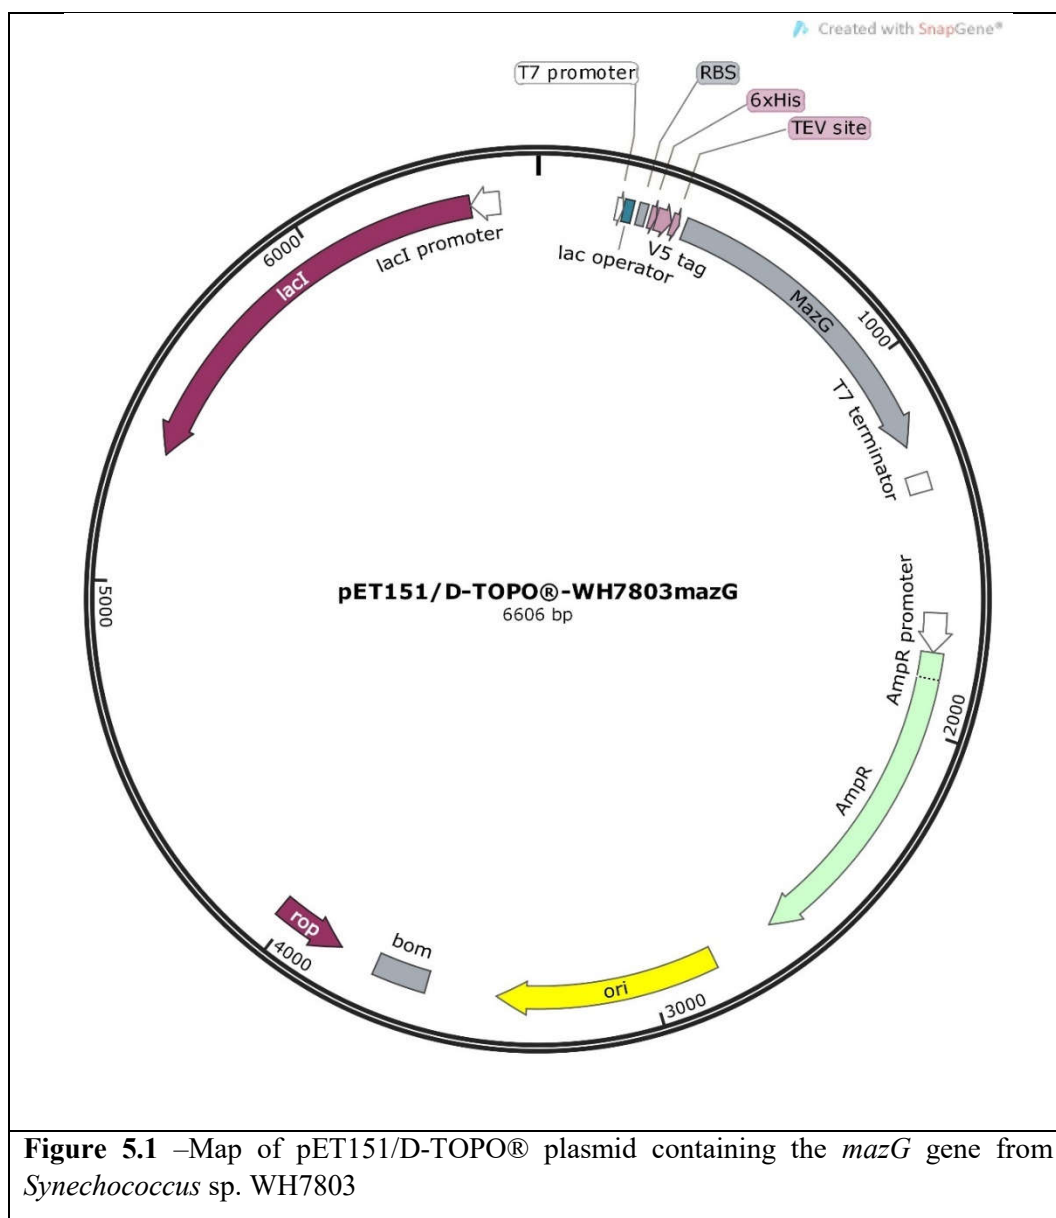 Created with SnapGene®
T7 promoter
RBS
6xHis
TEV site
lac operator
V5 tag
MazG
1000
T7 terminator
AmpR promoter
AmpR
2000
3000
ori
bom
rop
4000
5000
lacI
6000
lacI promoter
pET151/D-TOPO®-WH7803mazG
6606 bp
Figure 5.1 –Map of pET151/D-TOPO® plasmid containing the mazG gene from
Synechococcus sp. WH7803